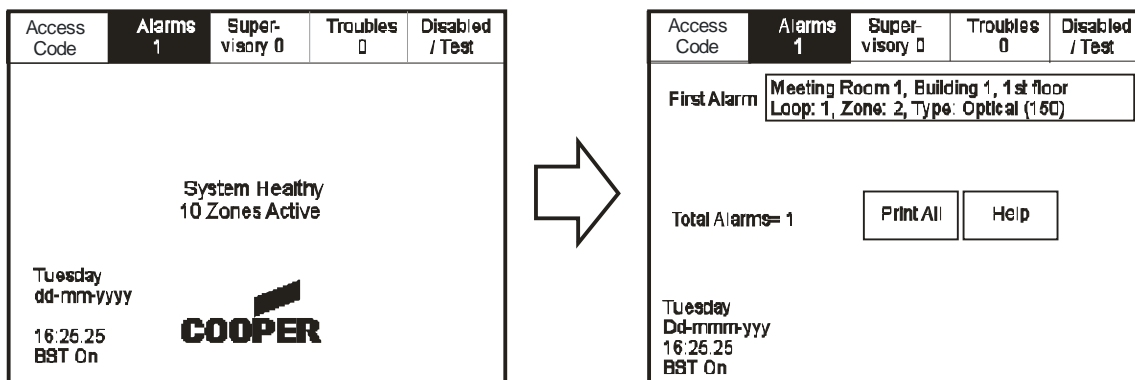 Access Code
Alarms 1
Super-visory 0
Troubles 0
Disabled / Test
System Healthy
10 Zones Active
Tuesday
dd-mm-yyyy
16:25.25
BST On
COOPER
Access Code
Alarms 1
Super-visory 0
Troubles 0
Disabled / Test
First Alarm
Meeting Room 1, Building 1, 1st floor
Loop: 1, Zone: 2, Type: Optical (150)
Total Alarms= 1
Print All
Help
Tuesday
Dd-mmm-yyy
16:25.25
BST On